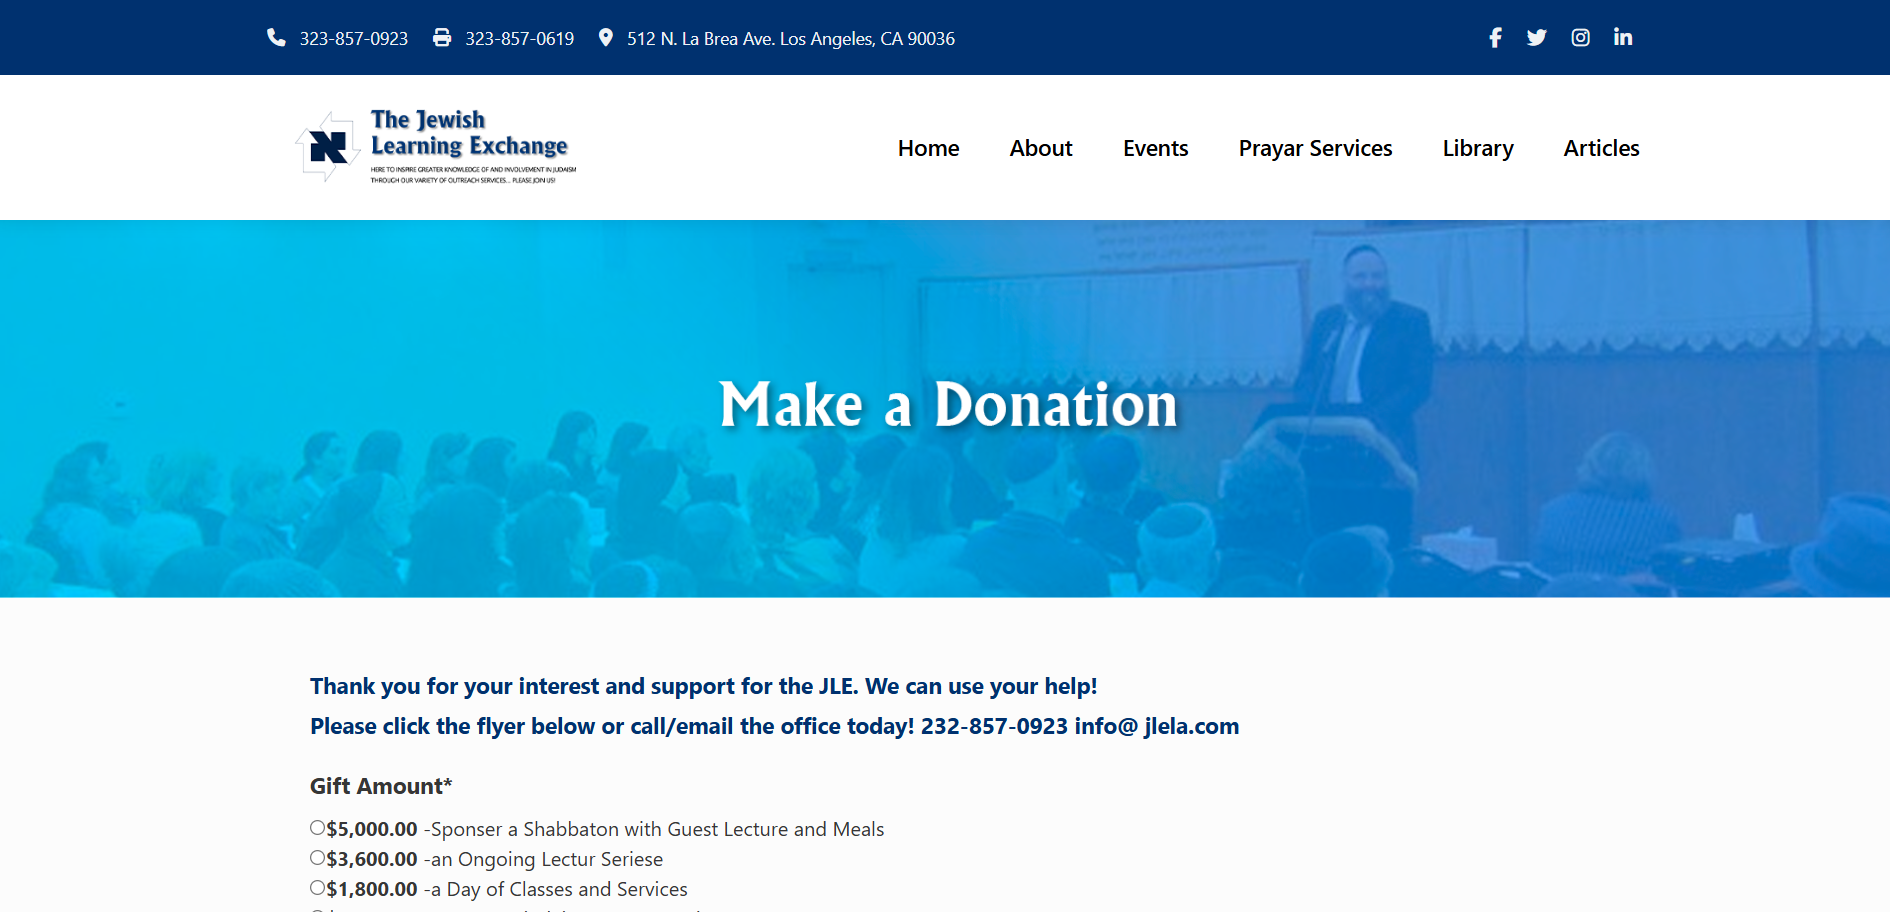 323-857-0923 323-857-0619 512 N. La Brea Ave. Los Angeles, CA 90036
The Jewish
Learning Exchange
HERE TO INSPIRE GREATER KNOWLEDGE OF AND INVOLVEMENT IN JUDAISM
THROUGH OUR VARIETY OF OUTREACH SERVICES... PLEASE JOIN US!
Home About Events Prayar Services Library Articles
Make a Donation
Thank you for your interest and support for the JLE. We can use your help!
Please click the flyer below or call/email the office today! 232-857-0923 info@ jlela.com
Gift Amount*
$5,000.00 -Sponser a Shabbaton with Guest Lecture and Meals
$3,600.00 -an Ongoing Lectur Seriese
$1,800.00 -a Day of Classes and Services